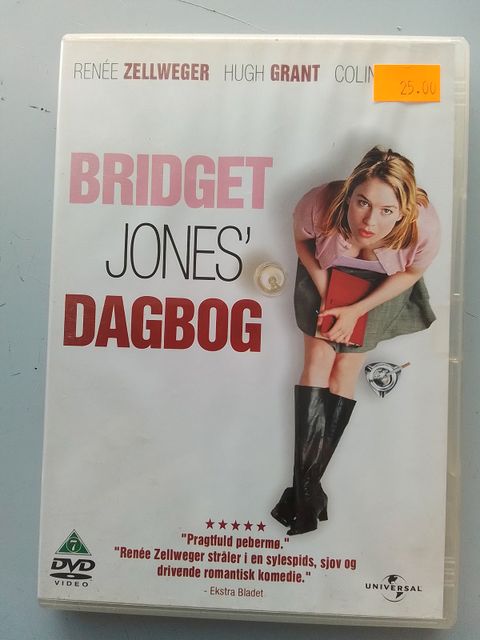 RENÉE ZELLWEGER HUGH GRANT COLIN
25.00
BRIDGET
JONES'
DAGBOG
★★★★★
"Pragtfuld pebermø."
"Renée Zellweger stråler i en sylespids, sjov og
drivende romantisk komedie."
- Ekstra Bladet
7
DVD
VIDEO
UNIVERSAL